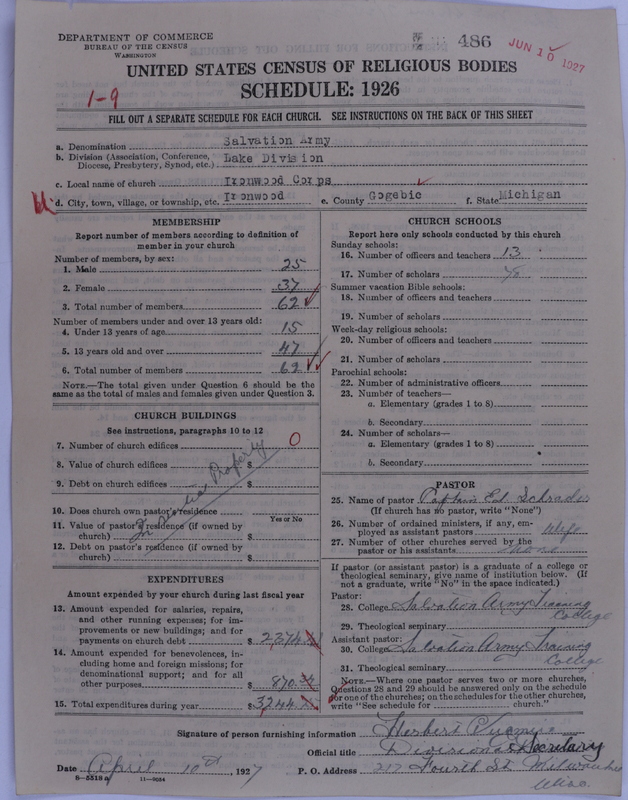 DEPARTMENT OF COMMERCE
BUREAU OF THE CENSUS
WASHINGTON
486
JUN 10 1927
UNITED STATES CENSUS OF RELIGIOUS BODIES
SCHEDULE: 1926
1-9
FILL OUT A SEPARATE SCHEDULE FOR EACH CHURCH. SEE INSTRUCTIONS ON THE BACK OF THIS SHEET
a. Denomination Salvation Army
b. Division (Association, Conference, Diocese, Presbytery, Synod, etc.) Lake Division
c. Local name of church Ironwood Corps
d. City, town, village, or township, etc. Ironwood e. County Gogebic f. State Michigan
MEMBERSHIP
Report number of members according to definition of
member in your church
Number of members, by sex:
1. Male 25
2. Female 37
3. Total number of members 62
Number of members under and over 13 years old:
4. Under 13 years of age 15
5. 13 years old and over 47
6. Total number of members 62
NOTE.—The total given under Question 6 should be
same as the total of males and females given under Question 3.
CHURCH BUILDINGS
See instructions, paragraphs 10 to 12
7. Number of church edifices 0
8. Value of church edifices $
9. Debt on church edifices $
Property
10. Does church own pastor's residence
Yes or No
11. Value of pastor's residence (if owned by
church) $
12. Debt on pastor's residence (if owned by
church) $
EXPENDITURES
Amount expended by your church during last fiscal year
13. Amount expended for salaries, repairs,
and other running expenses; for im-
provements or new buildings; and for
payments on church debt $ 2374
14. Amount expended for benevolences, in-
cluding home and foreign missions; for
denominational support; and for all
other purposes $ 870
15. Total expenditures during year $ 3244
CHURCH SCHOOLS
Report here only schools conducted by this church
Sunday schools:
16. Number of officers and teachers 13
17. Number of scholars
Summer vacation Bible schools:
18. Number of officers and teachers
19. Number of scholars
Week-day religious schools:
20. Number of officers and teachers
21. Number of scholars
Parochial schools:
22. Number of administrative officers
23. Number of teachers—
a. Elementary (grades 1 to 8)
b. Secondary
24. Number of scholars—
a. Elementary (grades 1 to 8)
b. Secondary
PASTOR
25. Name of pastor Captain Ed. Schrader
(If church has no pastor, write "None")
26. Number of ordained ministers, if any, em-
ployed as assistant pastors Wife
27. Number of other churches served by the
pastor or his assistants None
If pastor (or assistant pastor) is a graduate of a college or
theological seminary, give name of institution below. (If
not a graduate, write "No" in the space indicated.)
Pastor:
28. College Salvation Army Training
College
29. Theological seminary
Assistant pastor:
30. College Salvation Army Training
College
31. Theological seminary
NOTE.—Where one pastor serves two or more churches,
Questions 28 and 29 should be answered only on the schedule
for one of the churches; on the schedules for the other churches,
write "See schedule for church."
Signature of person furnishing information Herbert
Official title Divisional Secretary
Date April 10th, 1927 P. O. Address 217 Fourth St Milwaukee
Wisc.
8—5518a 11—9084